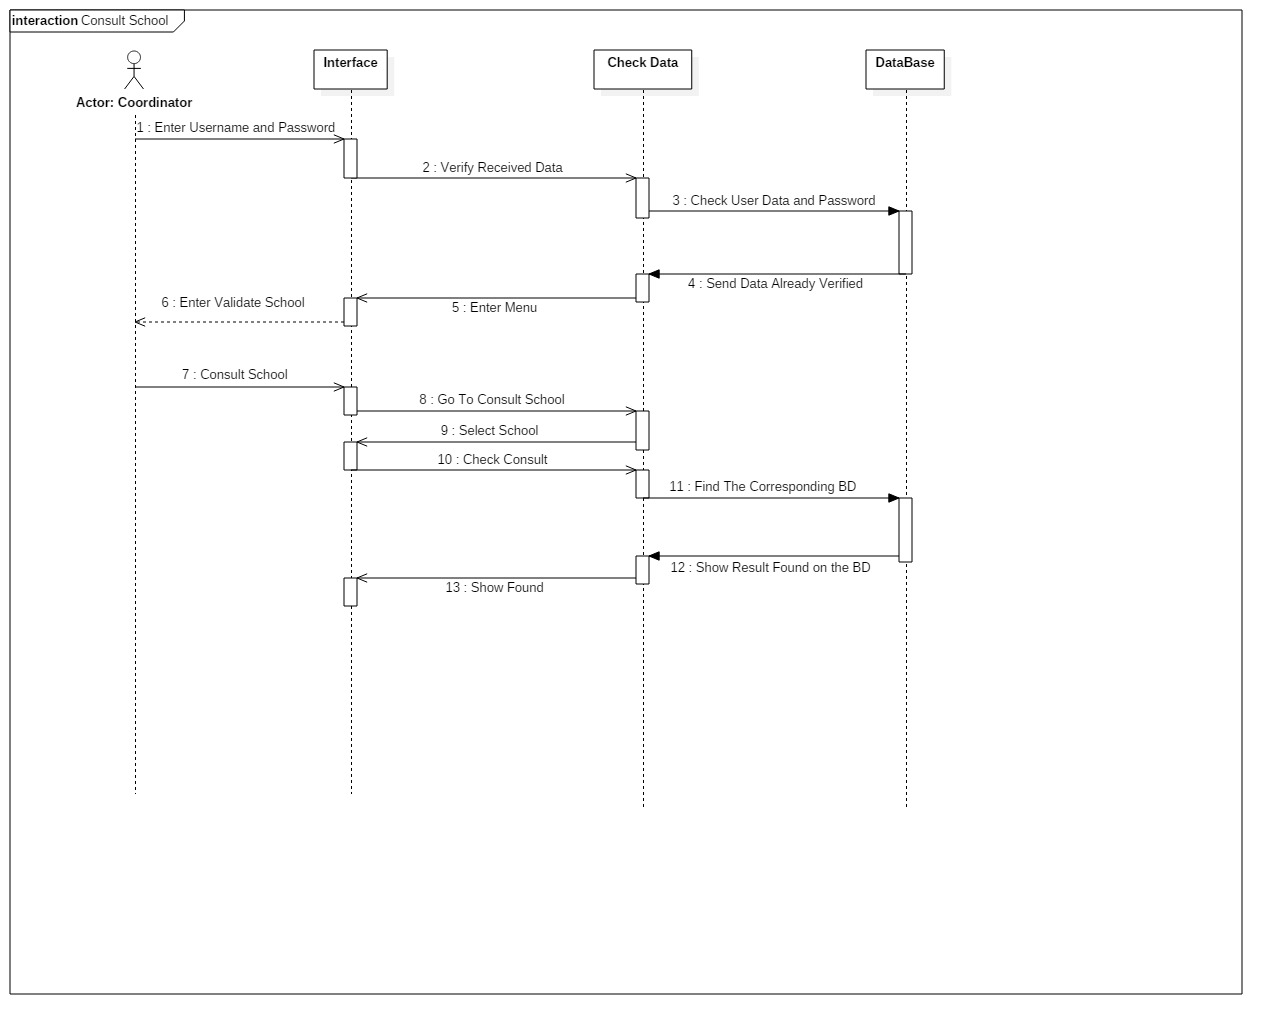 interaction Consult School
Interface
Check Data
DataBase
Actor: Coordinator
1 : Enter Username and Password
2 : Verify Received Data
3 : Check User Data and Password
4 : Send Data Already Verified
5 : Enter Menu
6 : Enter Validate School
7 : Consult School
8 : Go To Consult School
9 : Select School
10 : Check Consult
11 : Find The Corresponding BD
12 : Show Result Found on the BD
13 : Show Found